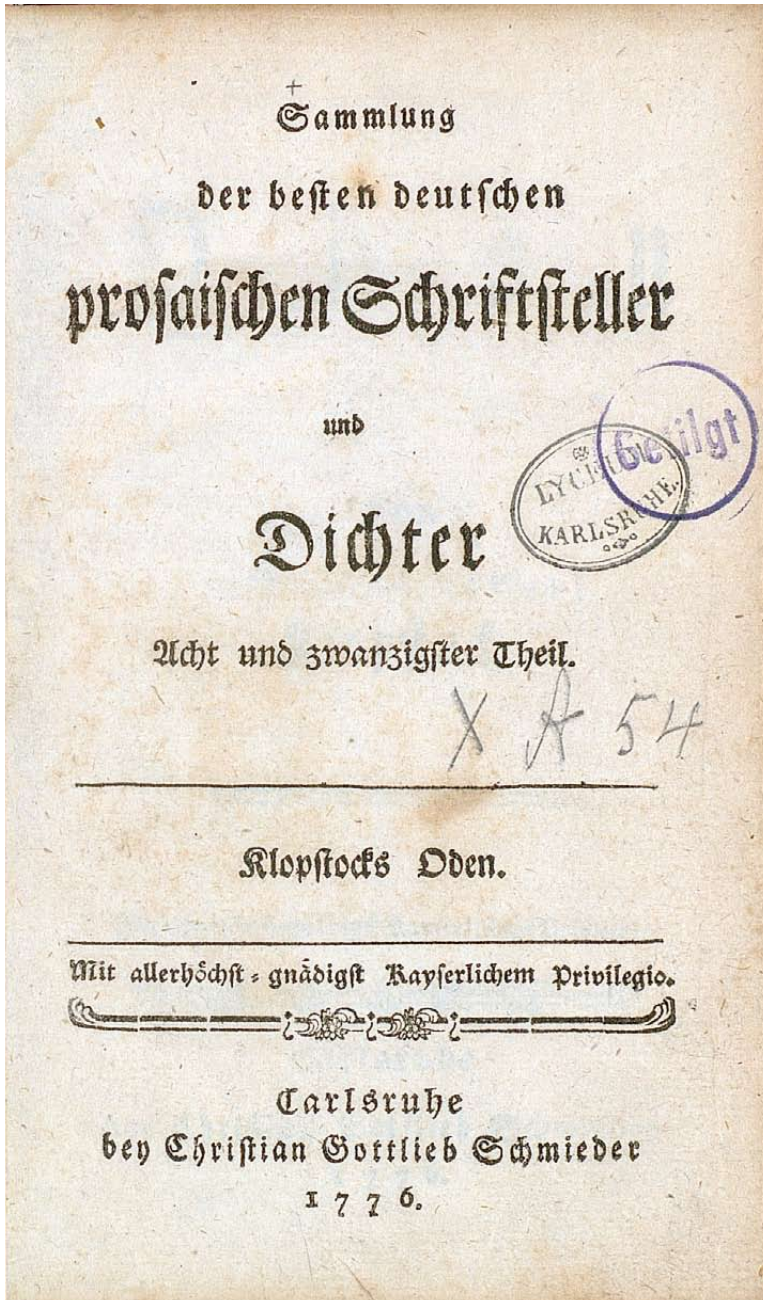 Sammlung
der besten deutschen
prosaischen Schriftsteller
und
Dichter
Acht und zwanzigster Theil.
Getilgt
LYCEUM
KARLSRUHE.
X A 54
Klopstocks Oden.
Mit allerhöchst-gnädigst Kayserlichem Privilegio.
Carlsruhe
bey Christian Gottlieb Schmieder
1776.